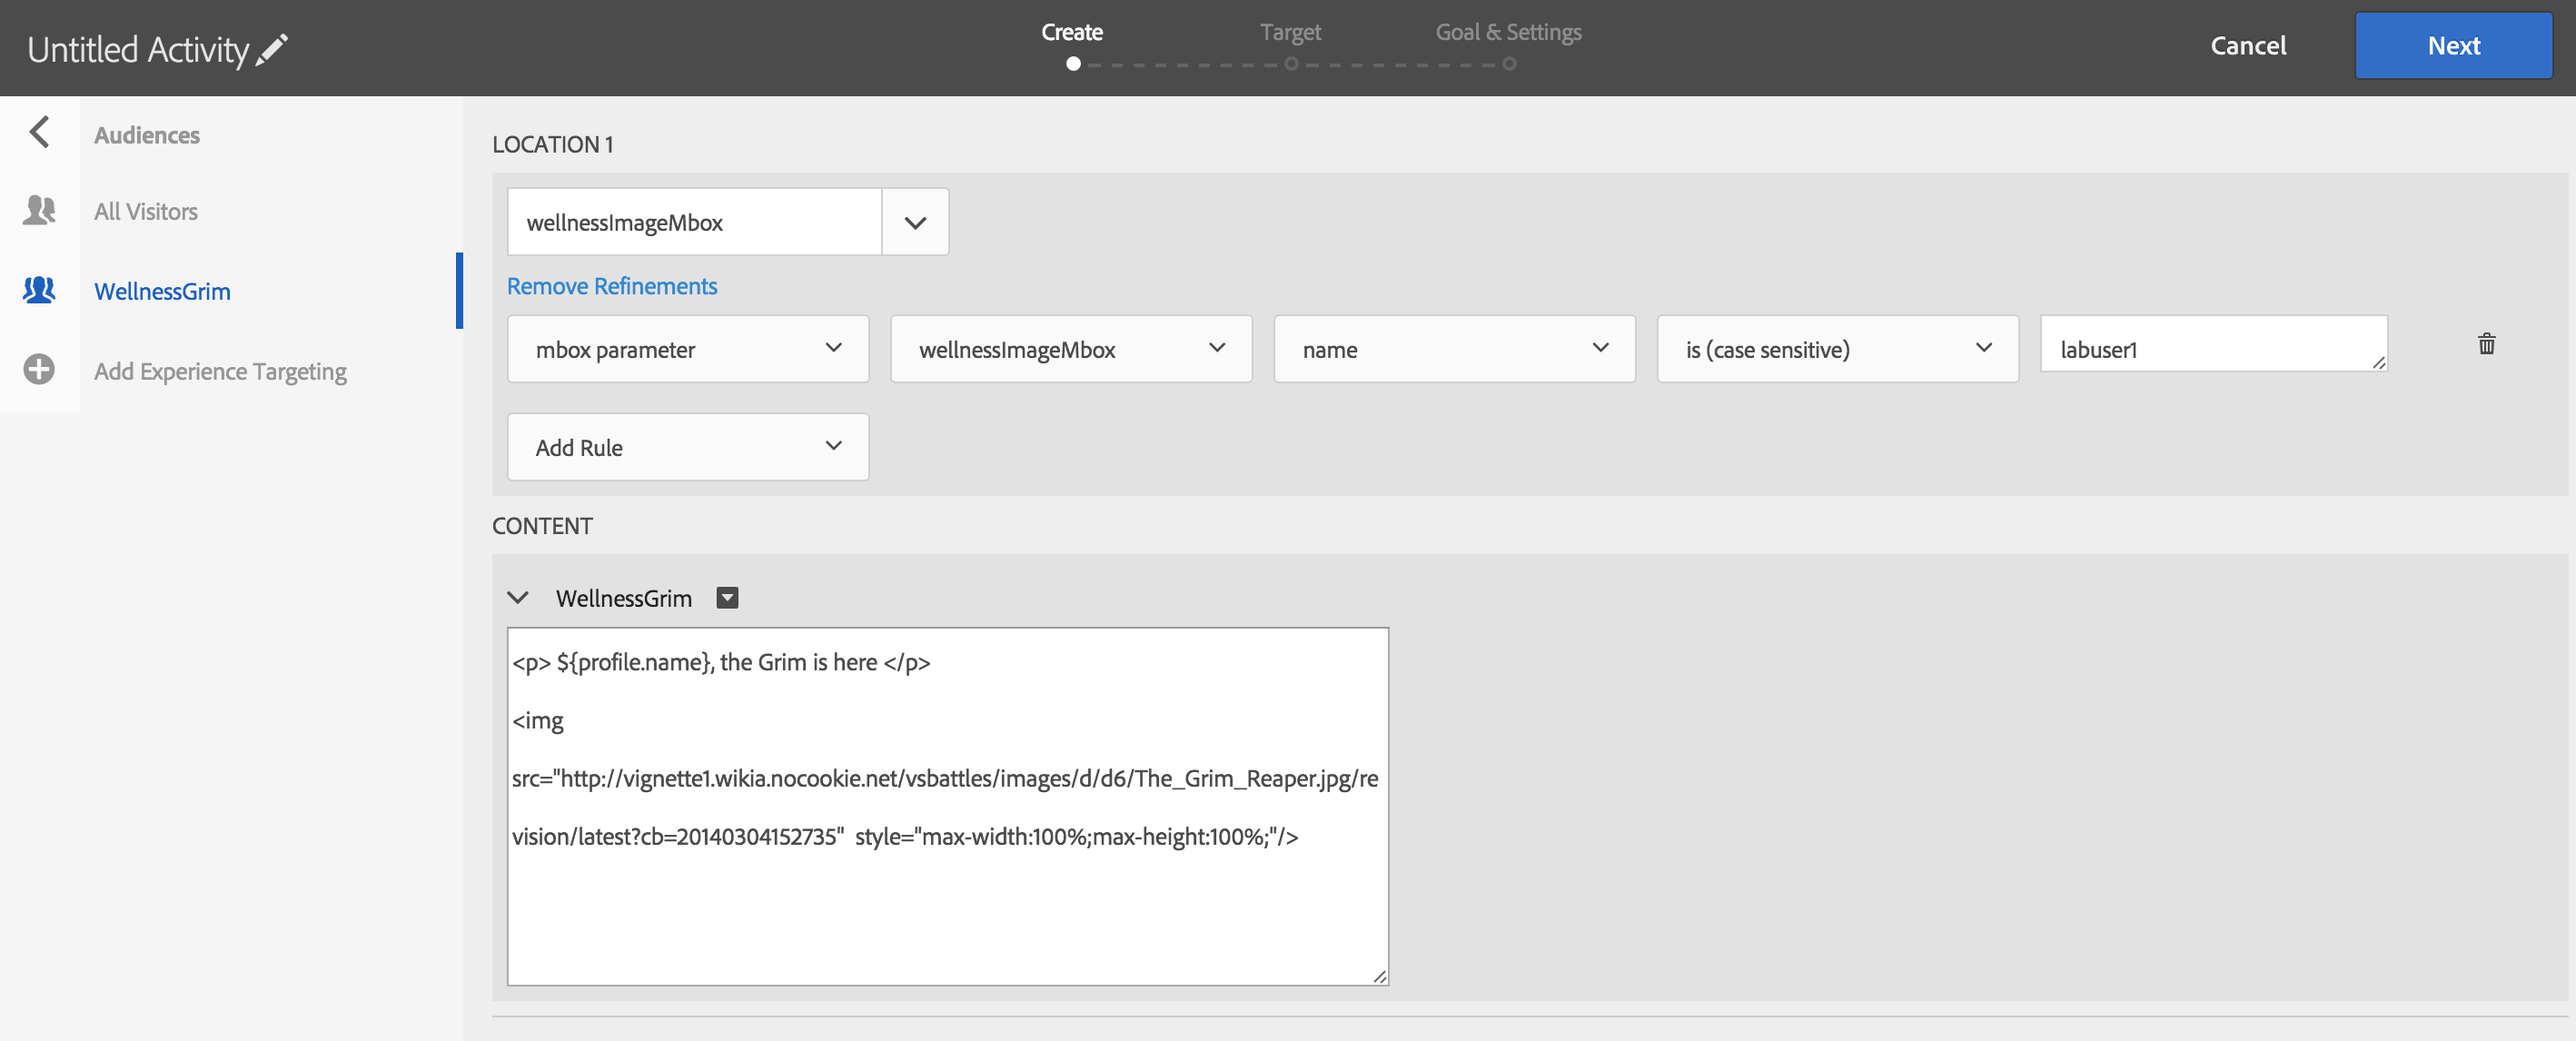 Untitled Activity
Create
Target
Goal & Settings
Cancel
Next
Audiences
All Visitors
WellnessGrim
Add Experience Targeting
LOCATION 1
wellnessImageMbox
Remove Refinements
mbox parameter
wellnessImageMbox
name
is (case sensitive)
labuser1
Add Rule
CONTENT
WellnessGrim
<p> ${profile.name}, the Grim is here </p>
<img
src="http://vignette1.wikia.nocookie.net/vsbattles/images/d/d6/The_Grim_Reaper.jpg/re
vision/latest?cb=20140304152735"  style="max-width:100%;max-height:100%;"/>